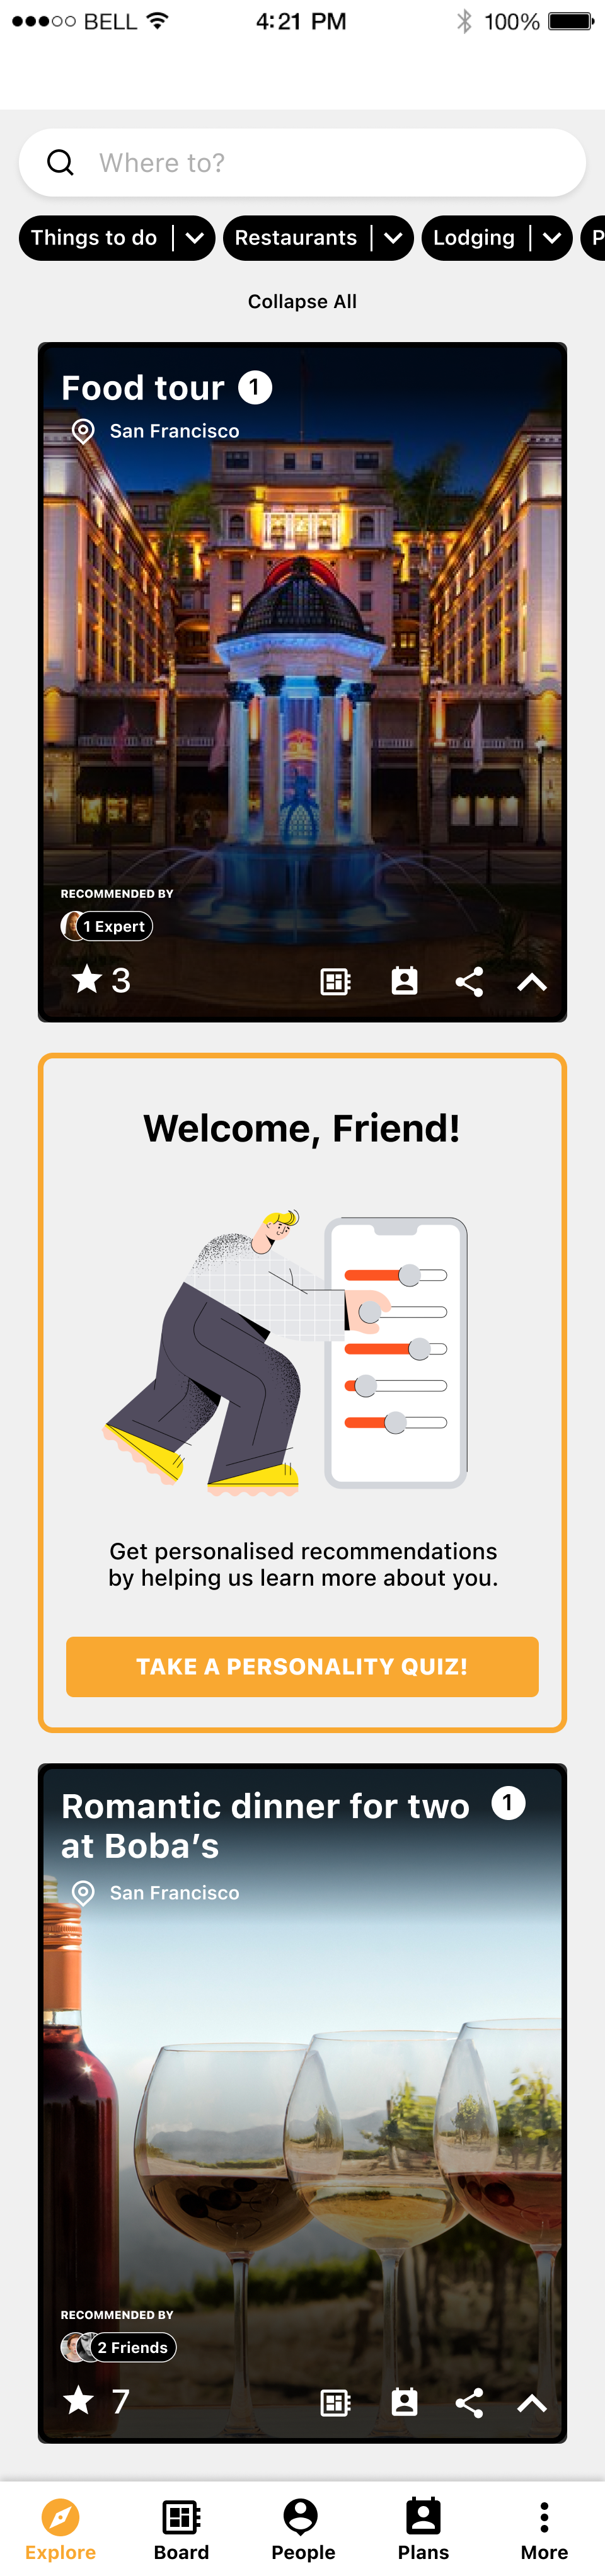 BELL
4:21 PM
100%
Where to?
Things to do
Restaurants
Lodging
P
Collapse All
Food tour 1
San Francisco
RECOMMENDED BY
1 Expert
3
Welcome, Friend!
Get personalised recommendations
by helping us learn more about you.
TAKE A PERSONALITY QUIZ!
Romantic dinner for two 1
at Boba’s
San Francisco
RECOMMENDED BY
2 Friends
7
Explore
Board
People
Plans
More